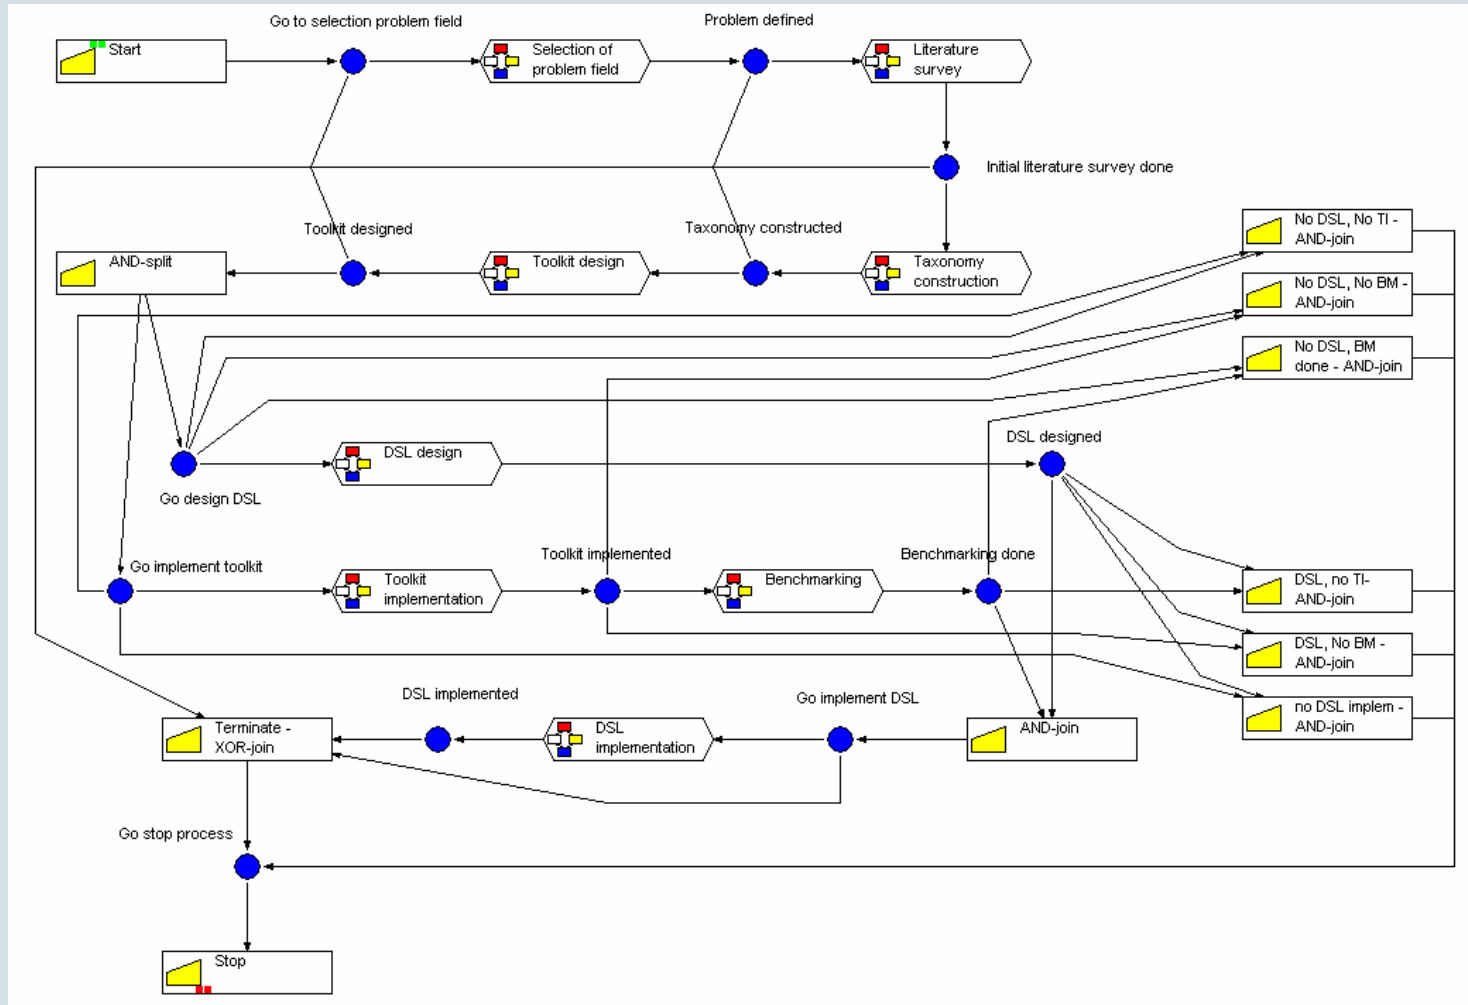 Go to selection problem field
Problem defined
Start
Selection of
problem field
Literature
survey
Initial literature survey done
Toolkit designed
Taxonomy constructed
No DSL, No TI -
AND-join
AND-split
Toolkit design
Taxonomy
construction
No DSL, No BM -
AND-join
No DSL, BM
done - AND-join
DSL designed
DSL design
Go design DSL
Toolkit implemented
Benchmarking done
Go implement toolkit
Toolkit
implementation
Benchmarking
DSL, no TI-
AND-join
DSL, No BM -
AND-join
DSL implemented
Go implement DSL
no DSL implem -
AND-join
Terminate -
XOR-join
DSL
implementation
AND-join
Go stop process
Stop